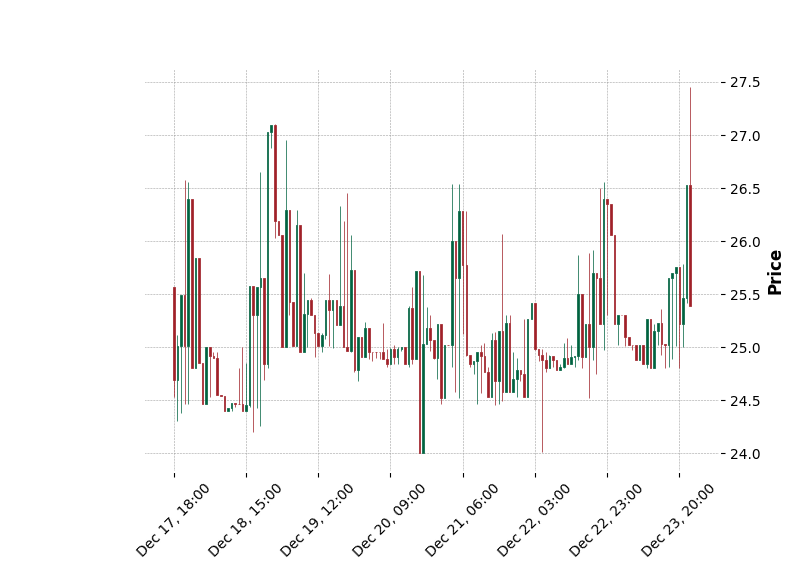 27.5
27.0
26.5
26.0
25.5
25.0
24.5
24.0
Price
Dec 17, 18:00
Dec 18, 15:00
Dec 19, 12:00
Dec 20, 09:00
Dec 21, 06:00
Dec 22, 03:00
Dec 22, 23:00
Dec 23, 20:00